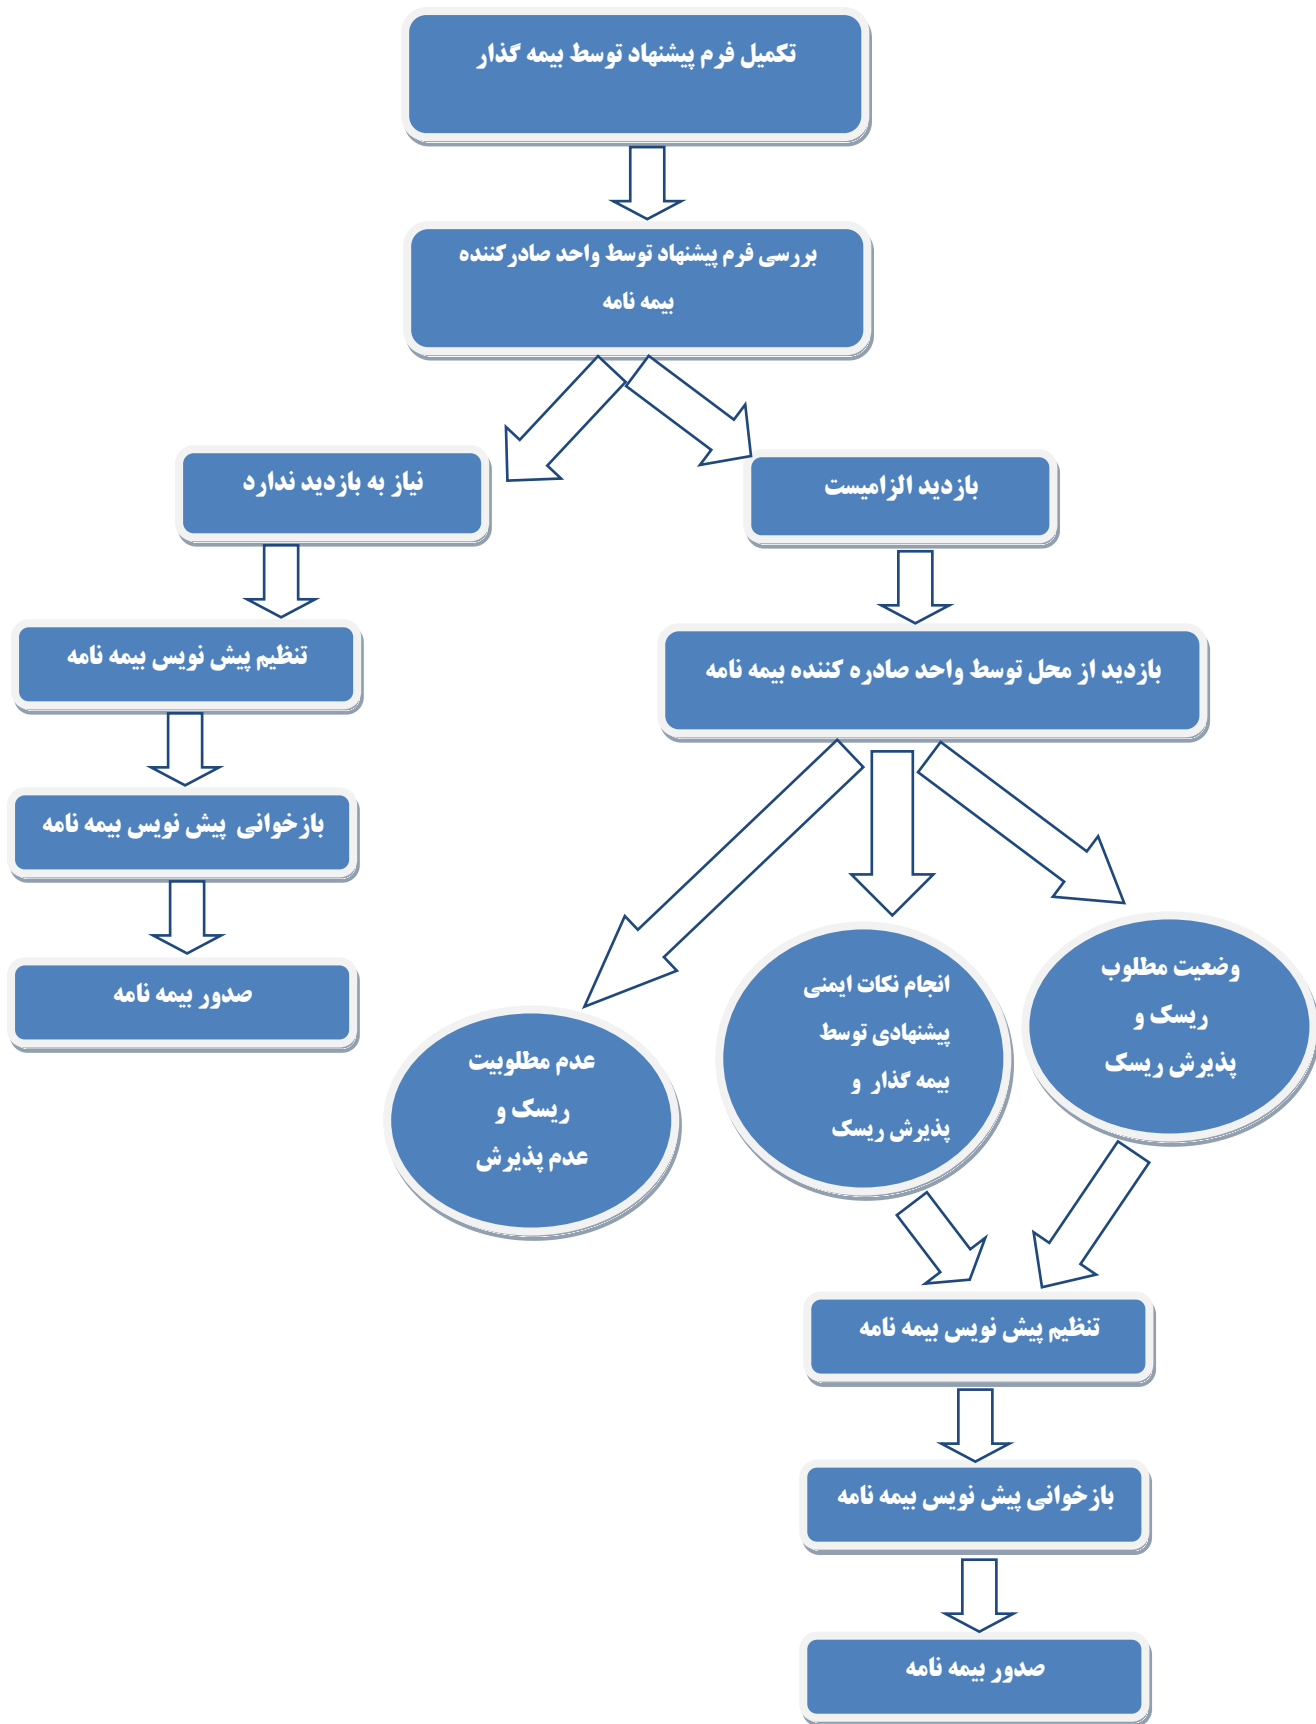 تکمیل فرم پیشنهاد توسط بیمه گذار
بررسی فرم پیشنهاد توسط واحد صادرکننده
بیمه نامه
بازدید الزامیست
نیاز به بازدید ندارد
بازدید از محل توسط واحد صادره کننده بیمه نامه
تنظیم پیش نویس بیمه نامه
بازخوانی پیش نویس بیمه نامه
صدور بیمه نامه
وضعیت مطلوب
ریسک و
پذیرش ریسک
انجام نکات ایمنی
پیشنهادی توسط
بیمه گذار و
پذیرش ریسک
عدم مطلوبیت
ریسک و
عدم پذیرش
تنظیم پیش نویس بیمه نامه
بازخوانی پیش نویس بیمه نامه
صدور بیمه نامه